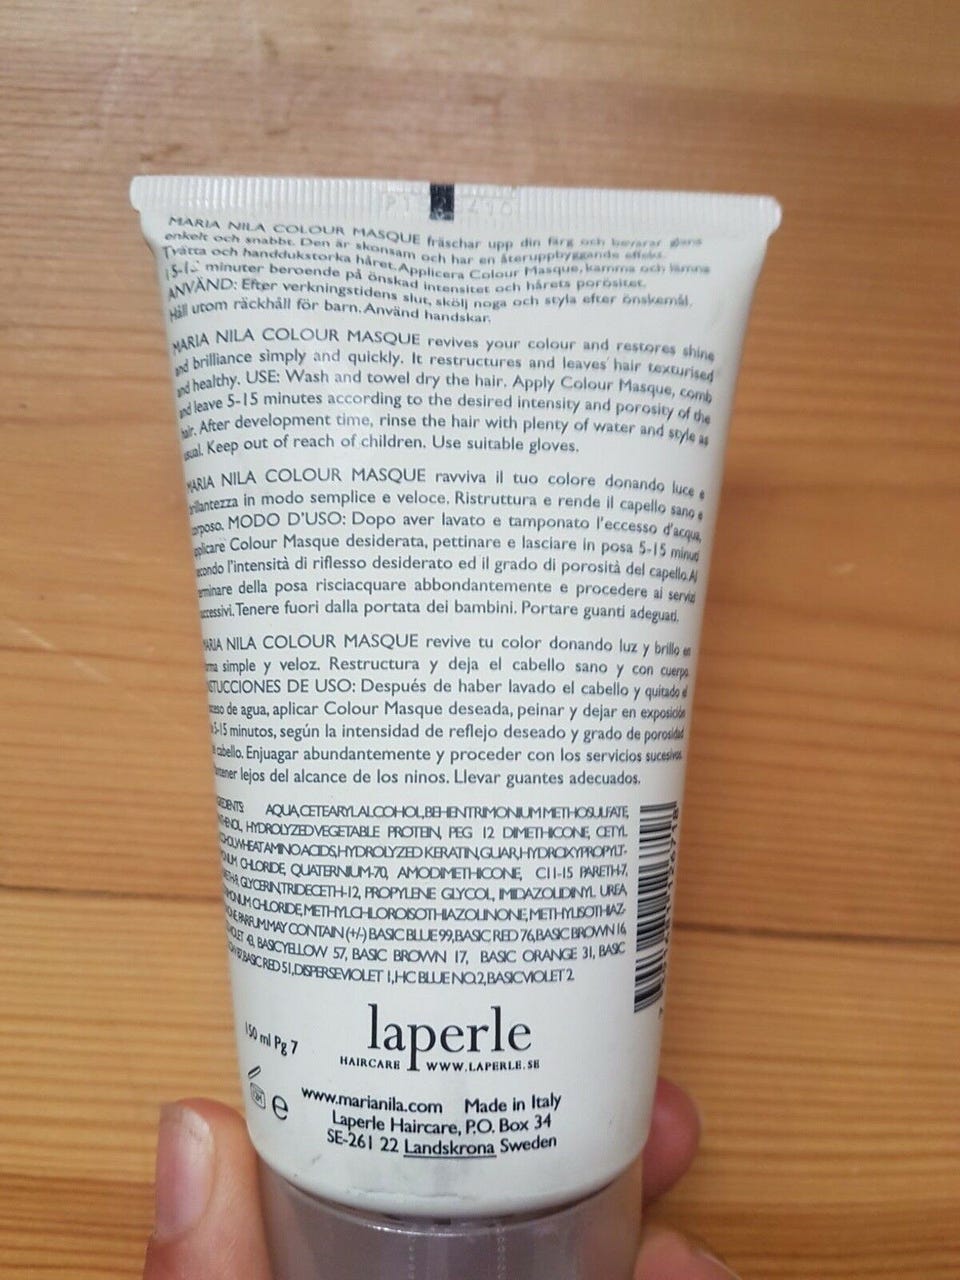 MARIA NILA COLOUR MASQUE fräschar upp din färg och bevarar glans
enkelt och snabbt. Den är skonsam och har en återuppbyggande effekt.
Tvätta och handdukstorka håret. Applicera Colour Masque, kamma och lämna
minuter beroende på önskad intensitet och hårets porositet.
ANVÄND: Efter verkningstidens slut, skölj noga och styla efter önskemål.
Håll utom räckhåll för barn. Använd handskar.
MARIA NILA COLOUR MASQUE revives your colour and restores shine
and brilliance simply and quickly. It restructures and leaves hair texturised
and healthy. USE: Wash and towel dry the hair. Apply Colour Masque, comb
and leave 5-15 minutes according to the desired intensity and porosity of the
hair. After development time, rinse the hair with plenty of water and style as
usual. Keep out of reach of children. Use suitable gloves.
MARIA NILA COLOUR MASQUE ravviva il tuo colore donando luce e
brillantezza in modo semplice e veloce. Ristruttura e rende il capello sano e
corposo. MODO D'USO: Dopo aver lavato e tamponato l'eccesso d'acqua,
applicare Colour Masque desiderata, pettinare e lasciare in posa 5-15 minuti
secondo l'intensità di riflesso desiderato ed il grado di porosità del capello. Al
terminare della posa risciacquare abbondantemente e procedere ai servizi
successivi. Tenere fuori dalla portata dei bambini. Portare guanti adeguati.
MARIA NILA COLOUR MASQUE revive tu color donando luz y brillo en
forma simple y veloz. Restructura y deja el cabello sano y con cuerpo.
INSTUCCIONES DE USO: Después de haber lavado el cabello y quitado el
exceso de agua, aplicar Colour Masque deseada, peinar y dejar en exposición
5-15 minutos, según la intensidad de reflejo deseado y grado de porosidad
cabello. Enjuagar abundantemente y proceder con los servicios sucesivos.
Mantener lejos del alcance de los ninos. Llevar guantes adecuados.
AQUA, CETEARYL ALCOHOL, BEHENTRIMONIUM METHOSULFATE,
HYDROLYZED VEGETABLE PROTEIN, PEG 12 DIMETHICONE, CETYL
WHEAT AMINO ACIDS, HYDROLYZED KERATIN, GUAR, HYDROXYPROPYLT-
CHLORIDE, QUATERNIUM-70, AMODIMETHICONE, C11-15 PARETH-7,
GLYCERIN, TRIDECETH-12, PROPYLENE GLYCOL, IMIDAZOLIDINYL UREA
CHLORIDE, METHYLCHLOROISOTHIAZOLINONE, METHYLISOTHIAZ-
PARFUM. MAY CONTAIN (+/-) BASIC BLUE 99, BASIC RED 76, BASIC BROWN 16,
43, BASIC YELLOW 57, BASIC BROWN 17, BASIC ORANGE 31, BASIC
BASIC RED 51, DISPERSE VIOLET 1, HC BLUE NO.2, BASIC VIOLET 2
laperle
HAIRCARE WWW.LAPERLE.SE
150 ml Pg 7
e
www.marianila.com Made in Italy
Laperle Haircare, P.O. Box 34
SE-261 22 Landskrona Sweden